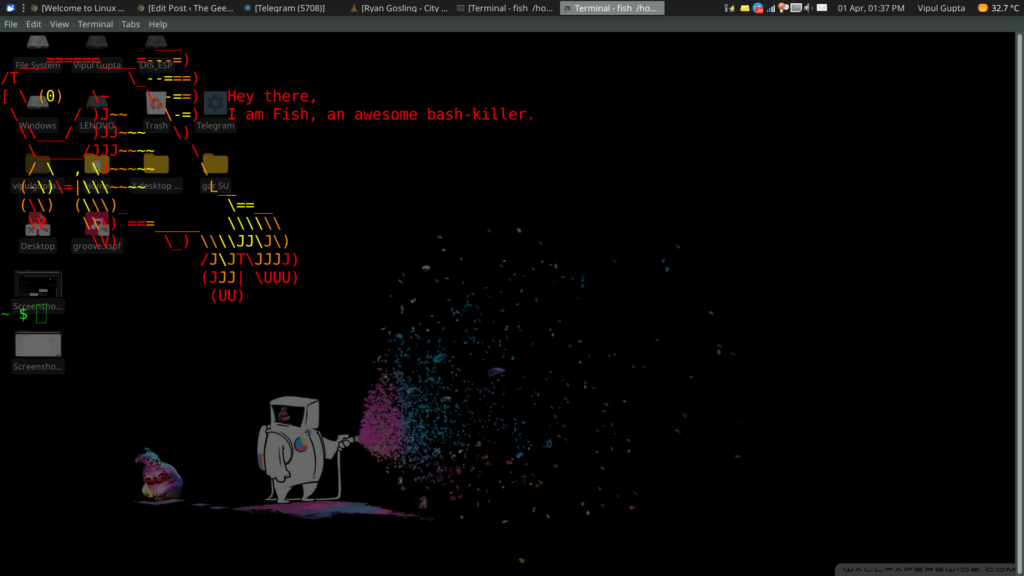 [Welcome to Linux ...
[Edit Post ‹ The Gee...
[Telegram (5708)]
[Ryan Gosling - City ...
[Terminal - fish /ho...
Terminal - fish /ho...
01 Apr, 01:37 PM
Vipul Gupta
32.7 °C
File Edit View Terminal Tabs Help
File System
Vipul Gupta
LRS_ESP
Hey there,
I am Fish, an awesome bash-killer.
Windows
LENOVO
Trash
Telegram
gar_SU
Desktop
groove.xspf
Screensho...
~ $
Screensho...
WALLPAPERSWIDE.COM